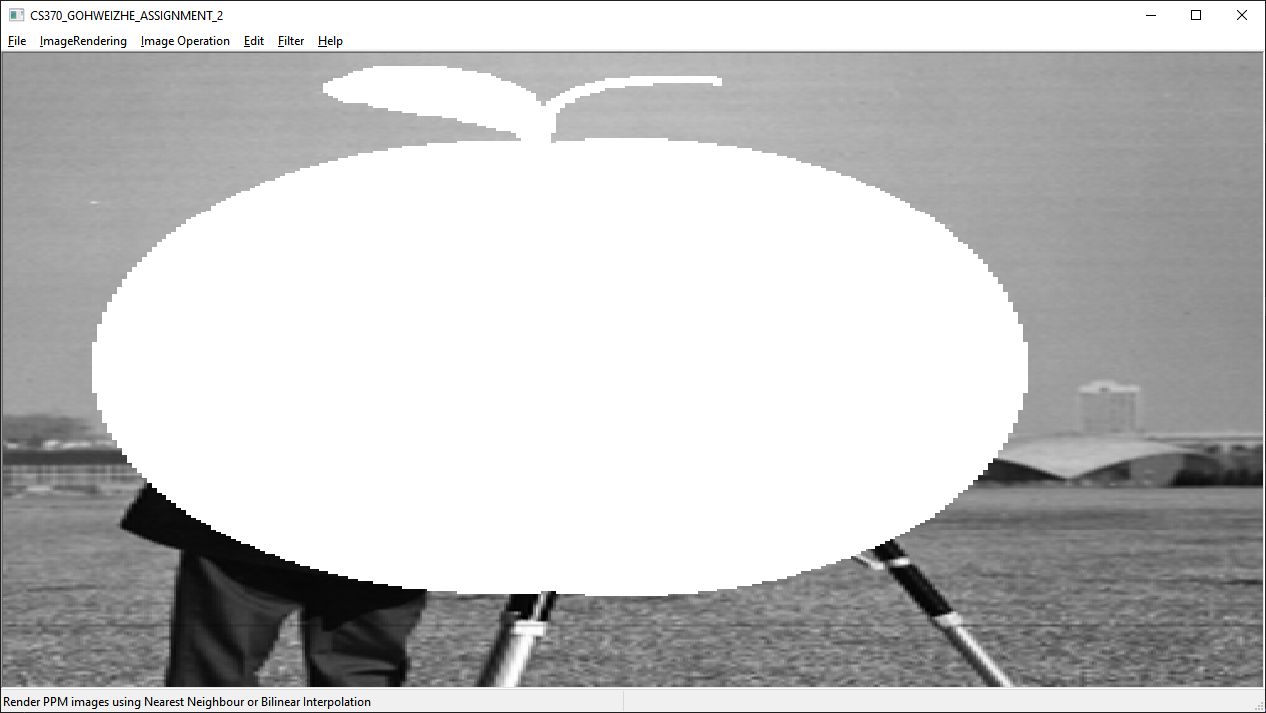 CS370_GOHWEIZHE_ASSIGNMENT_2
File ImageRendering Image Operation Edit Filter Help
Render PPM images using Nearest Neighbour or Bilinear Interpolation